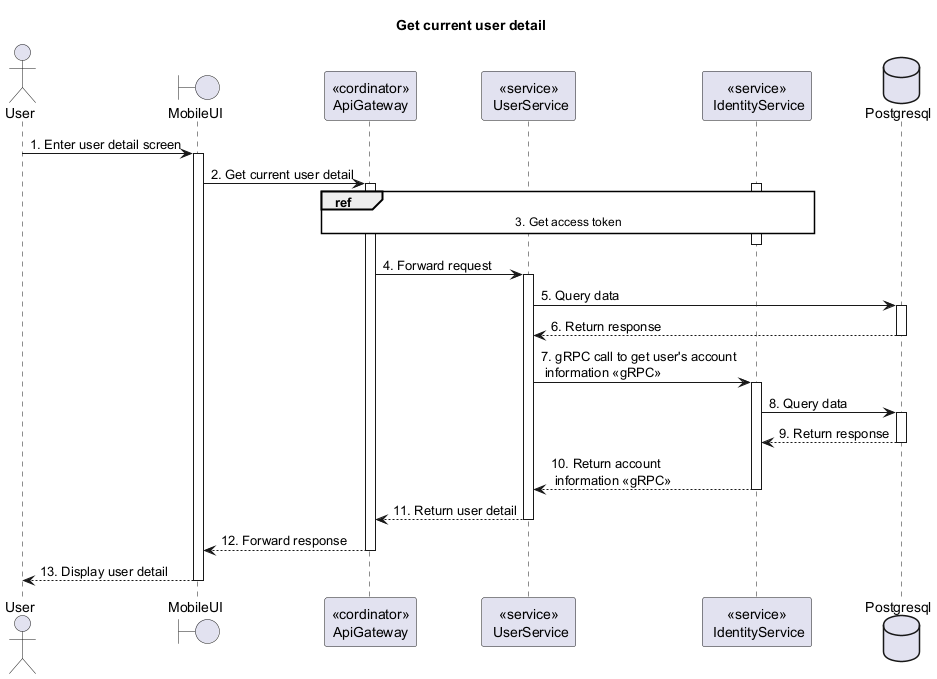 Get current user detail
User
MobileUI
«cordinator»
ApiGateway
«service»
UserService
«service»
IdentityService
Postgresql
1. Enter user detail screen
2. Get current user detail
ref
3. Get access token
4. Forward request
5. Query data
6. Return response
7. gRPC call to get user's account
information «gRPC»
8. Query data
9. Return response
10. Return account
information «gRPC»
11. Return user detail
12. Forward response
13. Display user detail
User
MobileUI
«cordinator»
ApiGateway
«service»
UserService
«service»
IdentityService
Postgresql